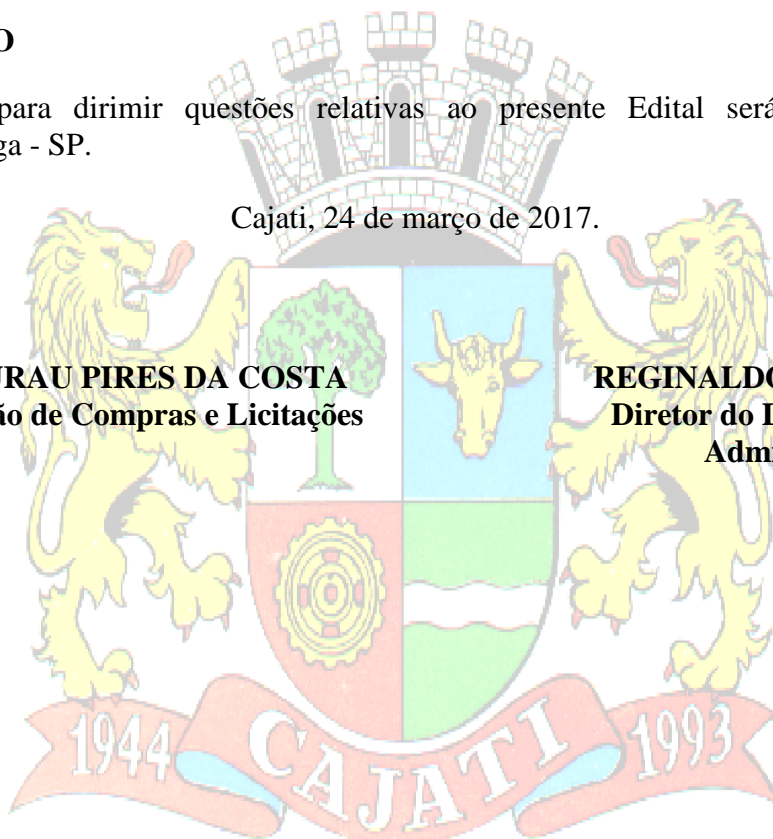 O
para dirimir questões relativas ao presente Edital será
ga - SP.
Cajati, 24 de março de 2017.
URAU PIRES DA COSTA
ão de Compras e Licitações
REGINALDO
Diretor do D
Admi
1944 CAJATI 1993